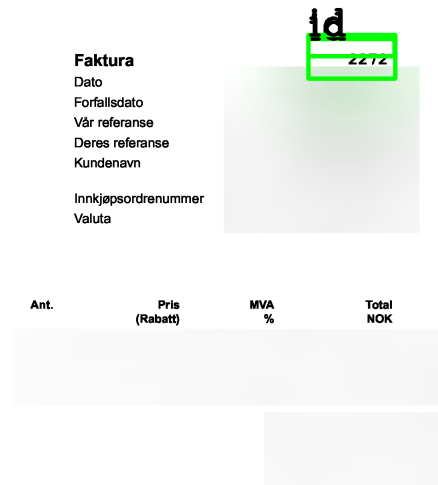 id
Faktura 2272
Dato
Forfallsdato
Vår referanse
Deres referanse
Kundenavn
Innkjøpsordrenummer
Valuta
Ant. Pris MVA Total
(Rabatt) % NOK